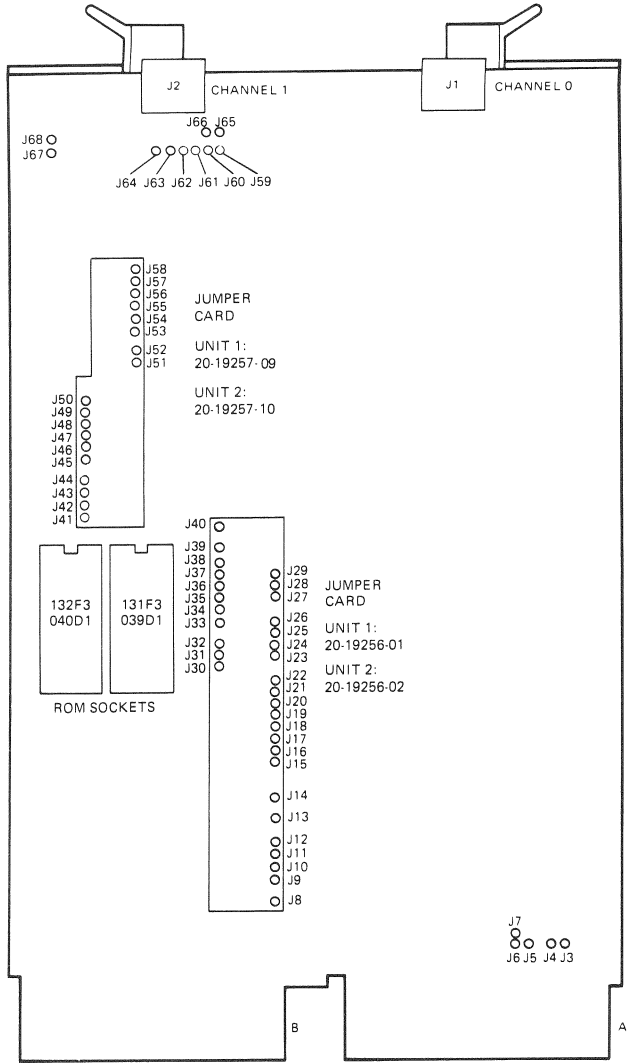 J2 CHANNEL 1
J1 CHANNEL 0
J66 J65
J68
J67
J64 J63 J62 J61 J60 J59
J58
J57
J56
J55
J54
J53
J52
J51
JUMPER
CARD
UNIT 1:
20-19257-09
UNIT 2:
20-19257-10
J50
J49
J48
J47
J46
J45
J44
J43
J42
J41
J40
J39
J38
J37
J36
J35
J34
J33
J32
J31
J30
J29
J28
J27
J26
J25
J24
J23
J22
J21
J20
J19
J18
J17
J16
J15
J14
J13
J12
J11
J10
J9
J8
JUMPER
CARD
UNIT 1:
20-19256-01
UNIT 2:
20-19256-02
132F3
040D1
131F3
039D1
ROM SOCKETS
J7
J6 J5 J4 J3
B
A